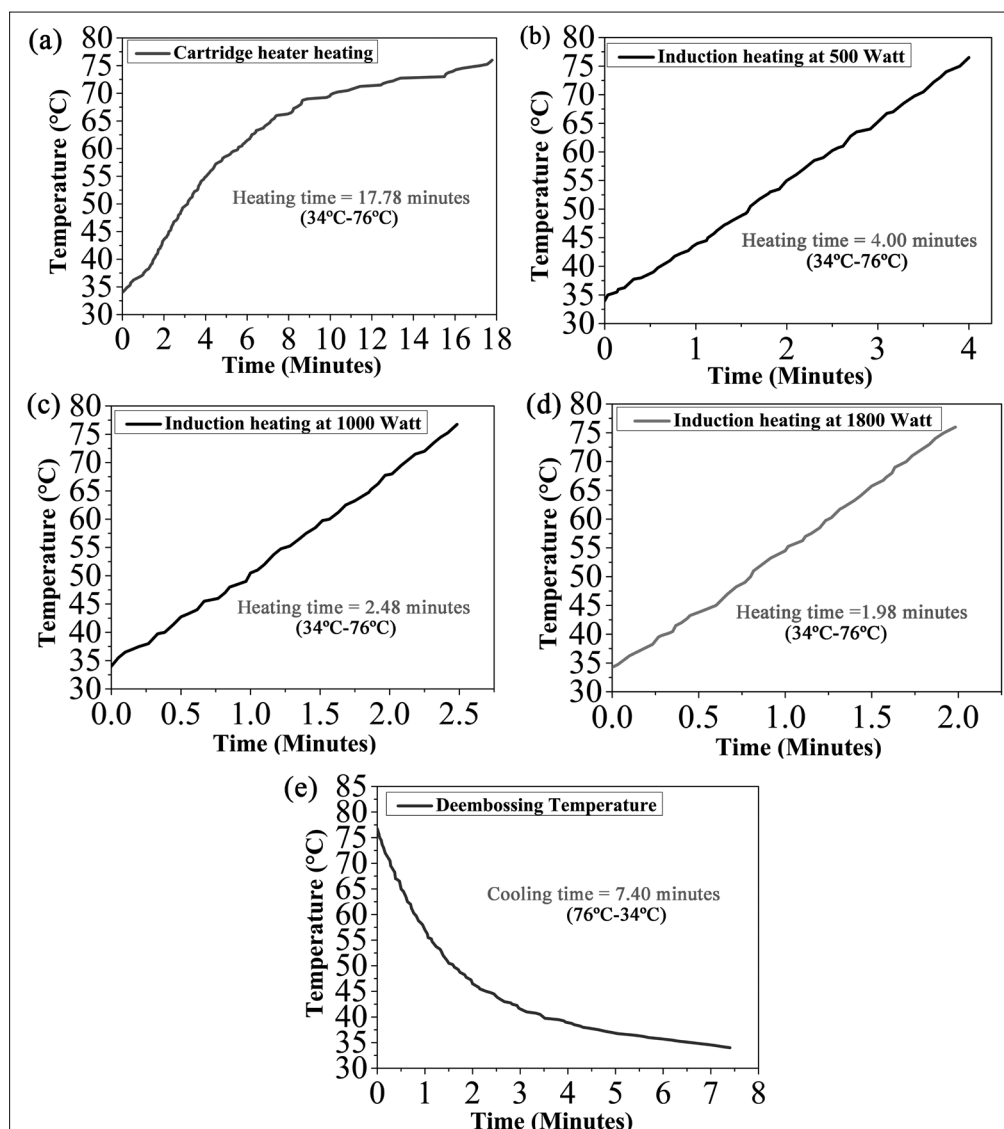 (a)
Cartridge heater heating
Temperature (°C)
80
75
70
65
60
55
50
45
40
35
30
Heating time = 17.78 minutes
(34ºC-76ºC)
0 2 4 6 8 10 12 14 16 18
Time (Minutes)
(b)
Induction heating at 500 Watt
Temperature (°C)
80
75
70
65
60
55
50
45
40
35
30
Heating time = 4.00 minutes
(34ºC-76ºC)
0 1 2 3 4
Time (Minutes)
(c)
Induction heating at 1000 Watt
Temperature (°C)
80
75
70
65
60
55
50
45
40
35
30
Heating time = 2.48 minutes
(34ºC-76ºC)
0.0 0.5 1.0 1.5 2.0 2.5
Time (Minutes)
(d)
Induction heating at 1800 Watt
Temperature (°C)
80
75
70
65
60
55
50
45
40
35
30
Heating time =1.98 minutes
(34ºC-76ºC)
0.0 0.5 1.0 1.5 2.0
Time (Minutes)
(e)
Deembossing Temperature
Temperature (°C)
85
80
75
70
65
60
55
50
45
40
35
30
Cooling time = 7.40 minutes
(76ºC-34ºC)
0 1 2 3 4 5 6 7 8
Time (Minutes)